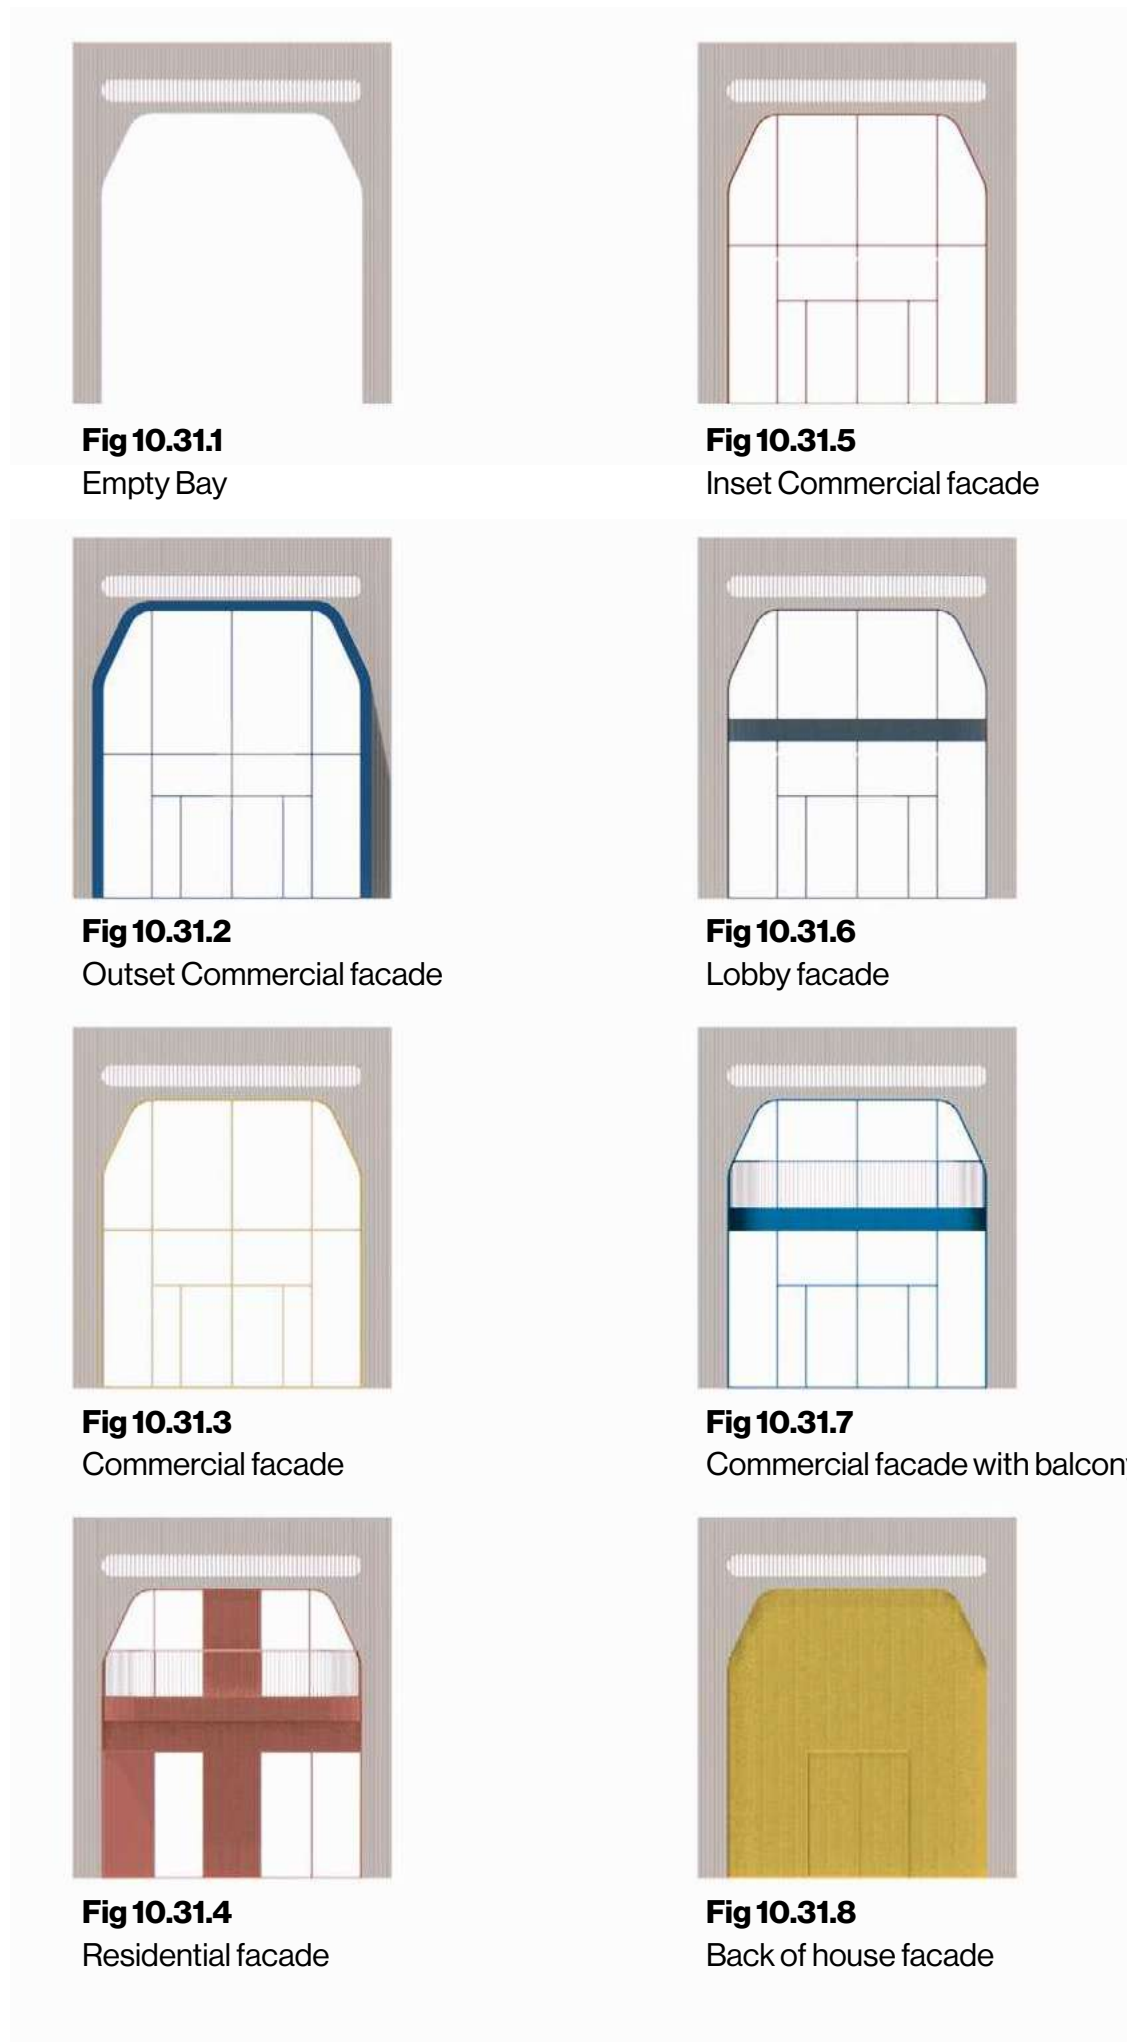 Fig 10.31.1
Empty Bay
Fig 10.31.5
Inset Commercial facade
Fig 10.31.2
Outset Commercial facade
Fig 10.31.6
Lobby facade
Fig 10.31.3
Commercial facade
Fig 10.31.7
Commercial facade with balcony
Fig 10.31.4
Residential facade
Fig 10.31.8
Back of house facade